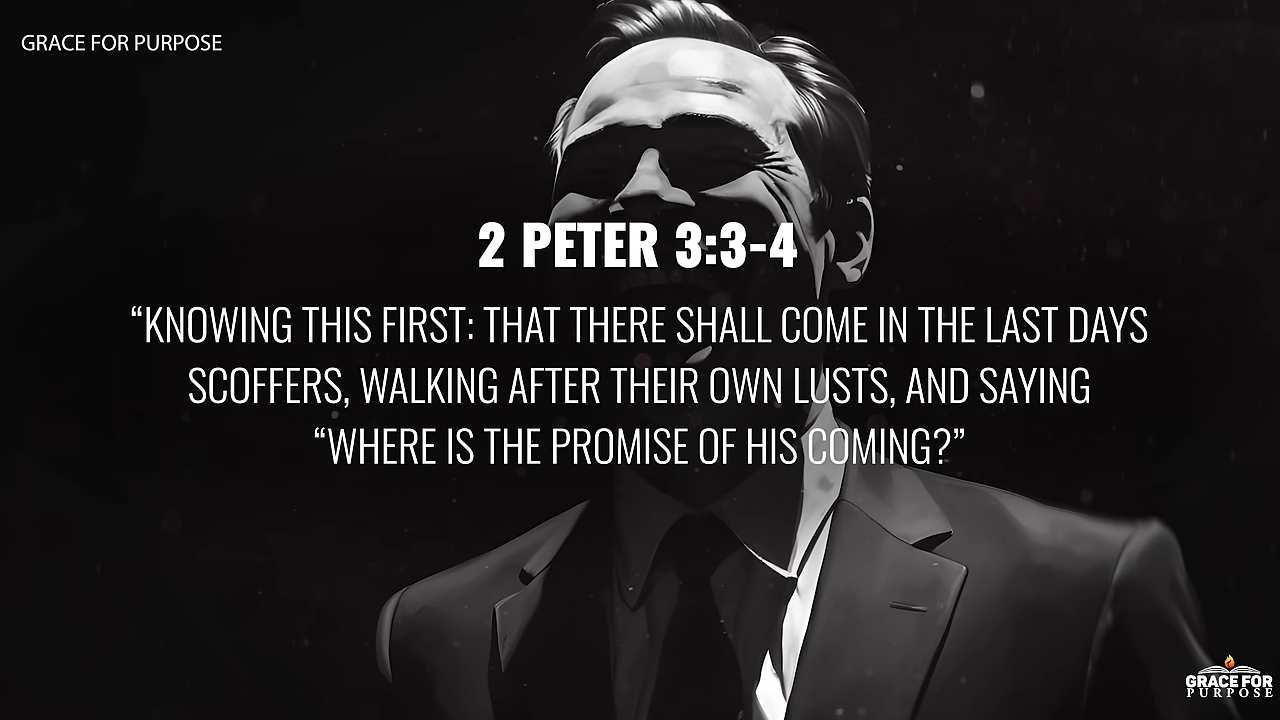 GRACE FOR PURPOSE
2 PETER 3:3-4
“KNOWING THIS FIRST: THAT THERE SHALL COME IN THE LAST DAYS
SCOFFERS, WALKING AFTER THEIR OWN LUSTS, AND SAYING
“WHERE IS THE PROMISE OF HIS COMING?”
GRACE FOR
PURPOSE